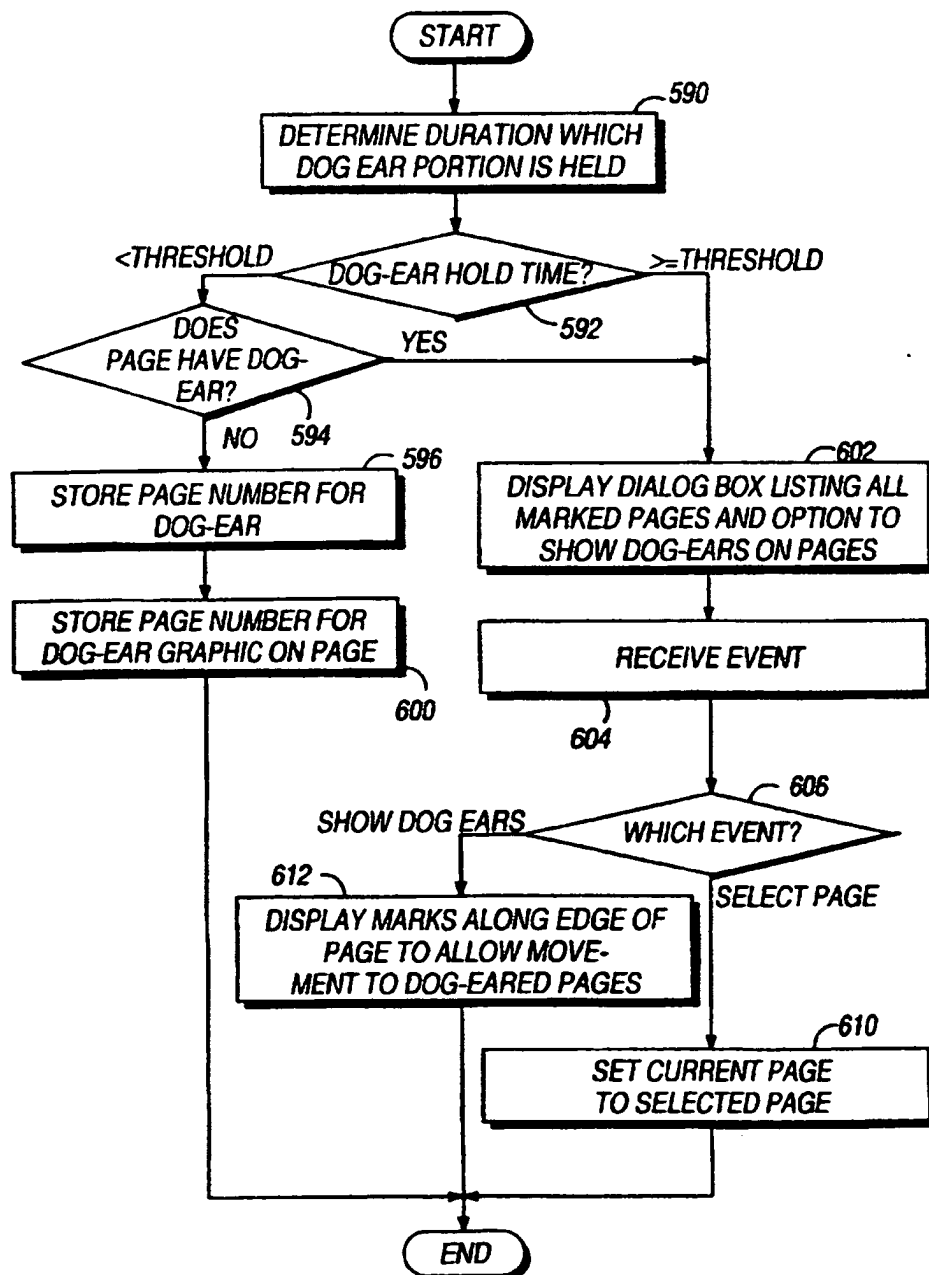 START
590
DETERMINE DURATION WHICH
DOG EAR PORTION IS HELD
<THRESHOLD
DOG-EAR HOLD TIME?
>=THRESHOLD
592
DOES
PAGE HAVE DOG-
EAR?
YES
594
NO
596
STORE PAGE NUMBER FOR
DOG-EAR
602
DISPLAY DIALOG BOX LISTING ALL
MARKED PAGES AND OPTION TO
SHOW DOG-EARS ON PAGES
STORE PAGE NUMBER FOR
DOG-EAR GRAPHIC ON PAGE
600
RECEIVE EVENT
604
606
SHOW DOG EARS
WHICH EVENT?
612
SELECT PAGE
DISPLAY MARKS ALONG EDGE OF
PAGE TO ALLOW MOVE-
MENT TO DOG-EARED PAGES
610
SET CURRENT PAGE
TO SELECTED PAGE
END